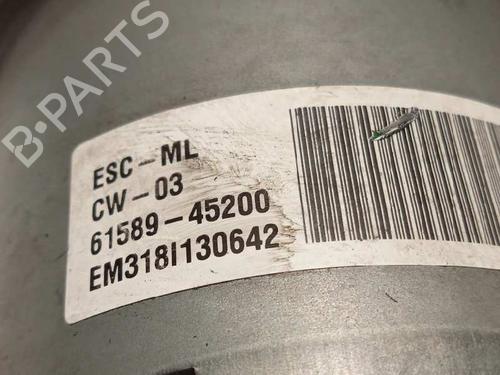 B-PARTS
ESC-ML
CW-03
61589-45200
EM318I130642